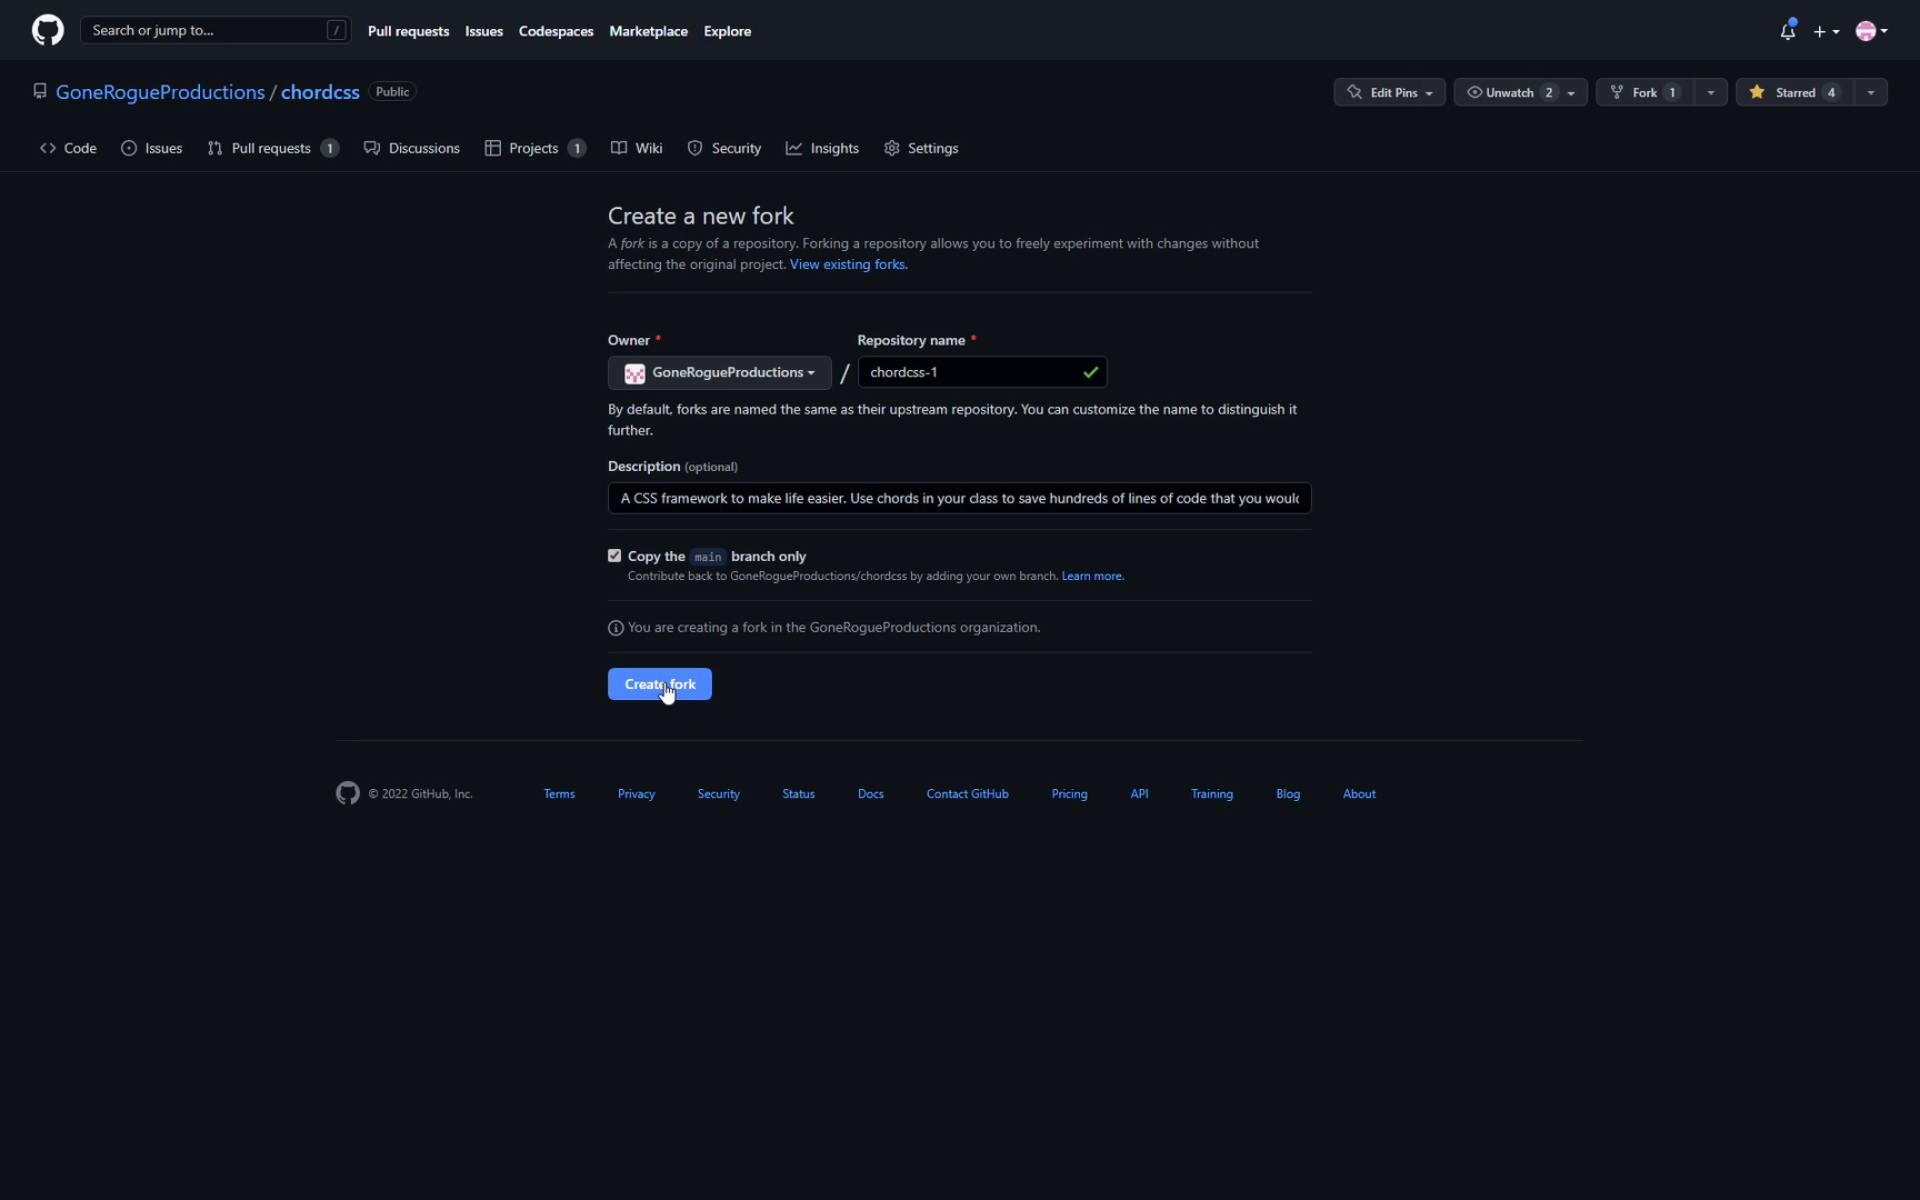 Search or jump to... / Pull requests Issues Codespaces Marketplace Explore
GoneRogueProductions / chordcss Public Edit Pins Unwatch 2 Fork 1 Starred 4
Code Issues Pull requests 1 Discussions Projects 1 Wiki Security Insights Settings
Create a new fork
A fork is a copy of a repository. Forking a repository allows you to freely experiment with changes without
affecting the original project. View existing forks.
Owner * Repository name *
GoneRogueProductions / chordcss-1
By default, forks are named the same as their upstream repository. You can customize the name to distinguish it
further.
Description (optional)
A CSS framework to make life easier. Use chords in your class to save hundreds of lines of code that you would
Copy the main branch only
Contribute back to GoneRogueProductions/chordcss by adding your own branch. Learn more.
You are creating a fork in the GoneRogueProductions organization.
Create fork
© 2022 GitHub, Inc. Terms Privacy Security Status Docs Contact GitHub Pricing API Training Blog About